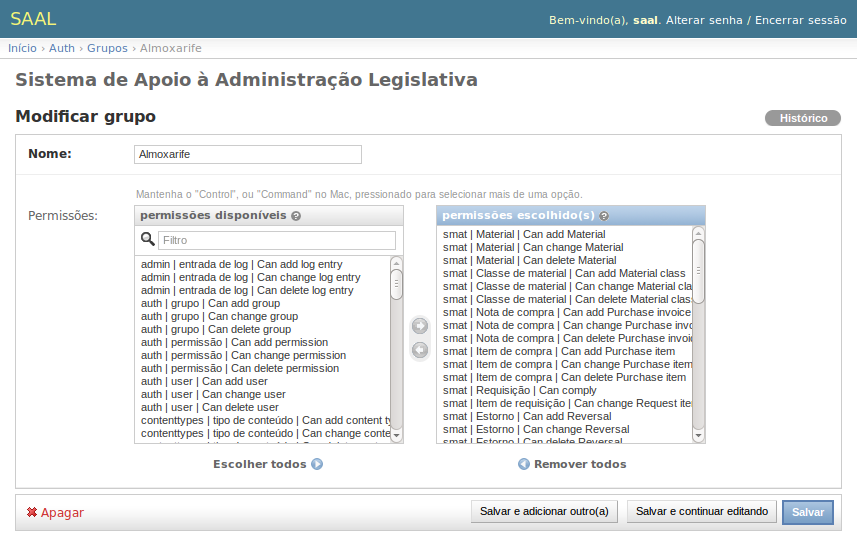 SAAL
Bem-vindo(a), saal. Alterar senha / Encerrar sessão
Início › Auth › Grupos › Almoxarife
Sistema de Apoio à Administração Legislativa
Modificar grupo
Histórico
Nome:
Almoxarife
Mantenha o "Control", ou "Command" no Mac, pressionado para selecionar mais de uma opção.
Permissões:
permissões disponíveis ?
Filtro
admin | entrada de log | Can add log entry
admin | entrada de log | Can change log entry
admin | entrada de log | Can delete log entry
auth | grupo | Can add group
auth | grupo | Can change group
auth | grupo | Can delete group
auth | permissão | Can add permission
auth | permissão | Can change permission
auth | permissão | Can delete permission
auth | user | Can add user
auth | user | Can change user
auth | user | Can delete user
contenttypes | tipo de conteúdo | Can add content ty
contenttypes | tipo de conteúdo | Can change conte
Escolher todos
permissões escolhido(s) ?
smat | Material | Can add Material
smat | Material | Can change Material
smat | Material | Can delete Material
smat | Classe de material | Can add Material class
smat | Classe de material | Can change Material cla
smat | Classe de material | Can delete Material clas
smat | Nota de compra | Can add Purchase invoice
smat | Nota de compra | Can change Purchase invo
smat | Nota de compra | Can delete Purchase invoi
smat | Item de compra | Can add Purchase item
smat | Item de compra | Can change Purchase item
smat | Item de compra | Can delete Purchase item
smat | Requisição | Can comply
smat | Item de requisição | Can change Request ite
smat | Estorno | Can add Reversal
smat | Estorno | Can change Reversal
smat | Estorno | Can delete Reversal
Remover todos
Apagar
Salvar e adicionar outro(a)
Salvar e continuar editando
Salvar